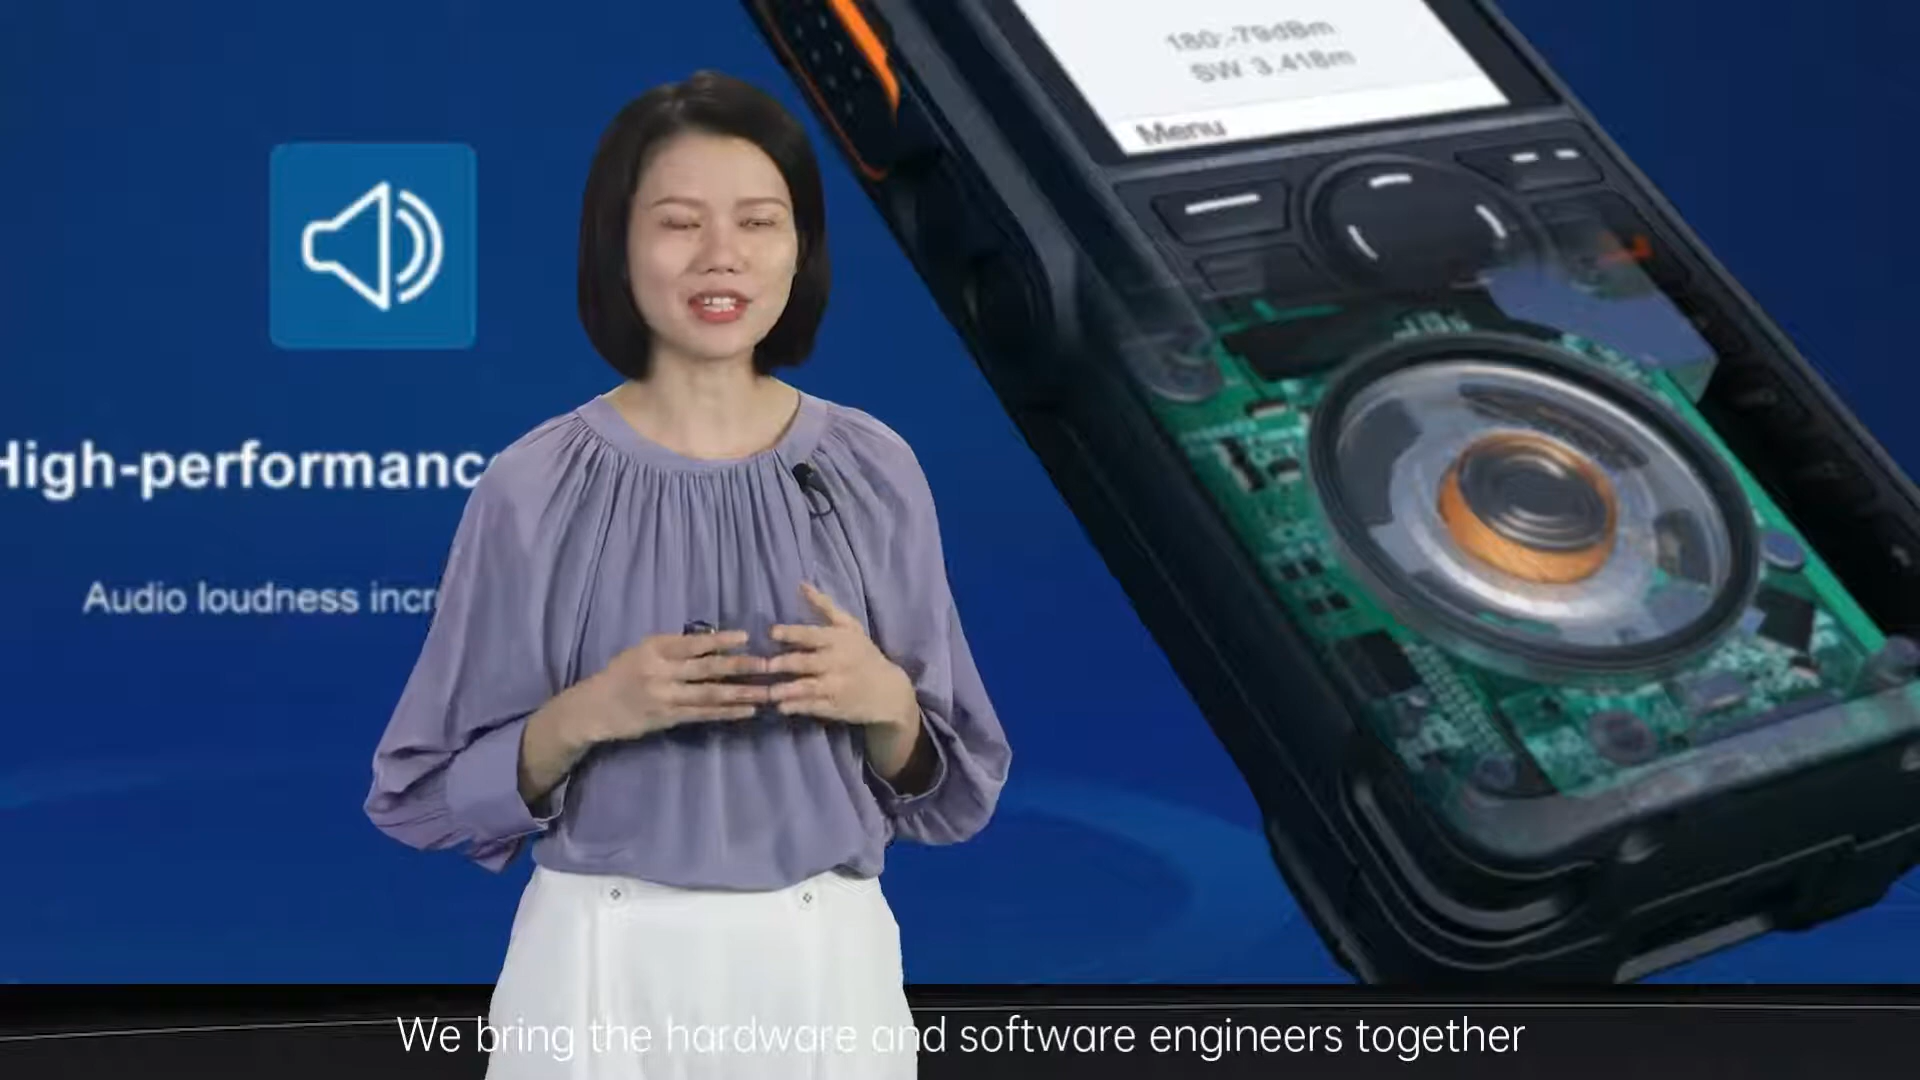 180:-79dBm
SW 3.418m
Menu
High-performanc
Audio loudness incr
We bring the hardware and software engineers together